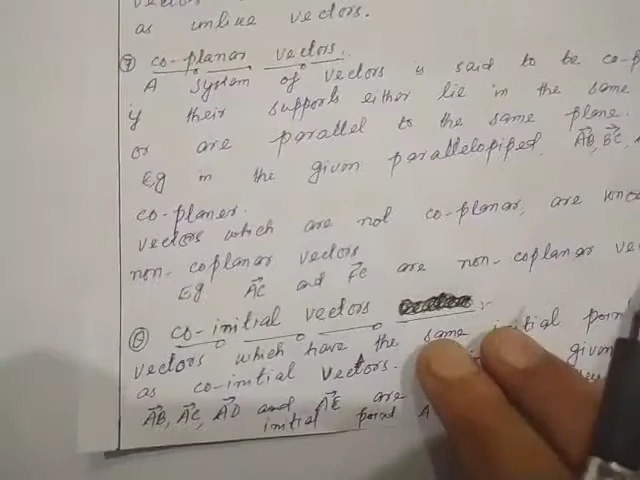 as unlike vectors.
⑦ co-planar vectors.
A system of vectors is said to be co-p
if their supports either lie in the same
or are parallel to the same plane.
Eg in the given parallelopiped. AB, BC,
co-planer.
vectors which are not co-planar, are
non-coplanar vectors
Eg AC and are non-coplanar ve
co-initial vectors
vectors which have the same initial poin
as co-initial vectors. given
AB, AC, AD and AE are
initial point A